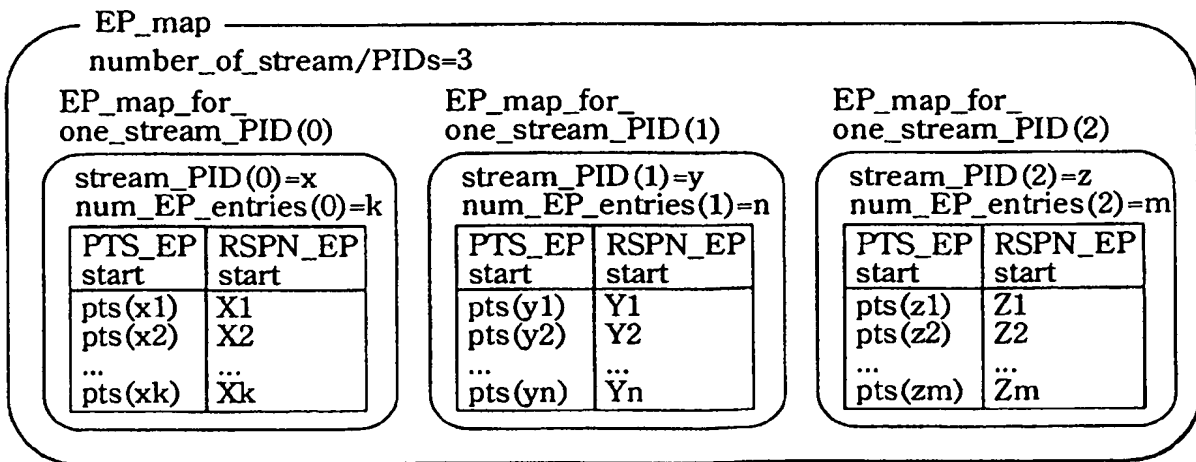 EP_map
number_of_stream/PIDs=3
EP_map_for_
one_stream_PID(0)
stream_PID(0)=x
num_EP_entries(0)=k
PTS_EP RSPN_EP
start start
pts(x1) X1
pts(x2) X2
... ...
pts(xk) Xk
EP_map_for_
one_stream_PID(1)
stream_PID(1)=y
num_EP_entries(1)=n
PTS_EP RSPN_EP
start start
pts(y1) Y1
pts(y2) Y2
... ...
pts(yn) Yn
EP_map_for_
one_stream_PID(2)
stream_PID(2)=z
num_EP_entries(2)=m
PTS_EP RSPN_EP
start start
pts(z1) Z1
pts(z2) Z2
... ...
pts(zm) Zm